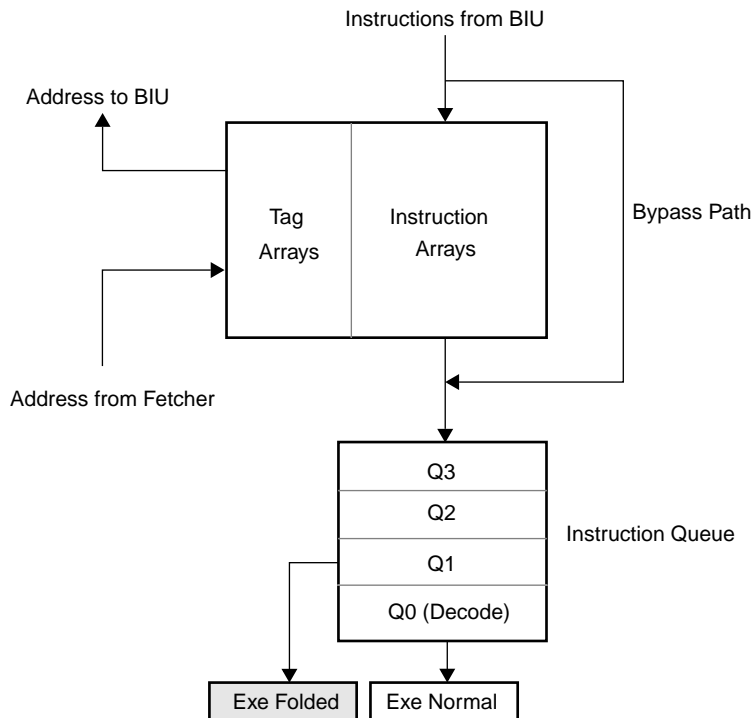 Instructions from BIU
Address to BIU
Tag
Arrays
Instruction
Arrays
Bypass Path
Address from Fetcher
Q3
Q2
Instruction Queue
Q1
Q0 (Decode)
Exe Folded
Exe Normal